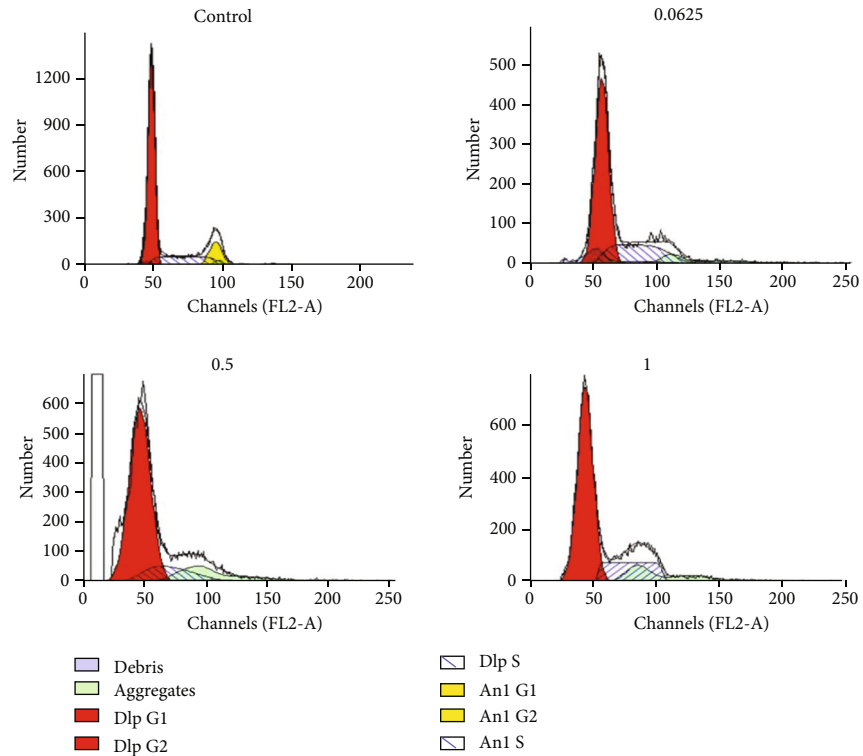 Control
1200
900
600
300
0
Number
0 50 100 150 200
Channels (FL2-A)
0.0625
500
400
300
200
100
0
Number
0 50 100 150 200 250
Channels (FL2-A)
0.5
600
500
400
300
200
100
0
Number
0 50 100 150 200 250
Channels (FL2-A)
1
600
400
200
0
Number
0 50 100 150 200 250
Channels (FL2-A)
Debris
Aggregates
Dlp G1
Dlp G2
Dlp S
An1 G1
An1 G2
An1 S